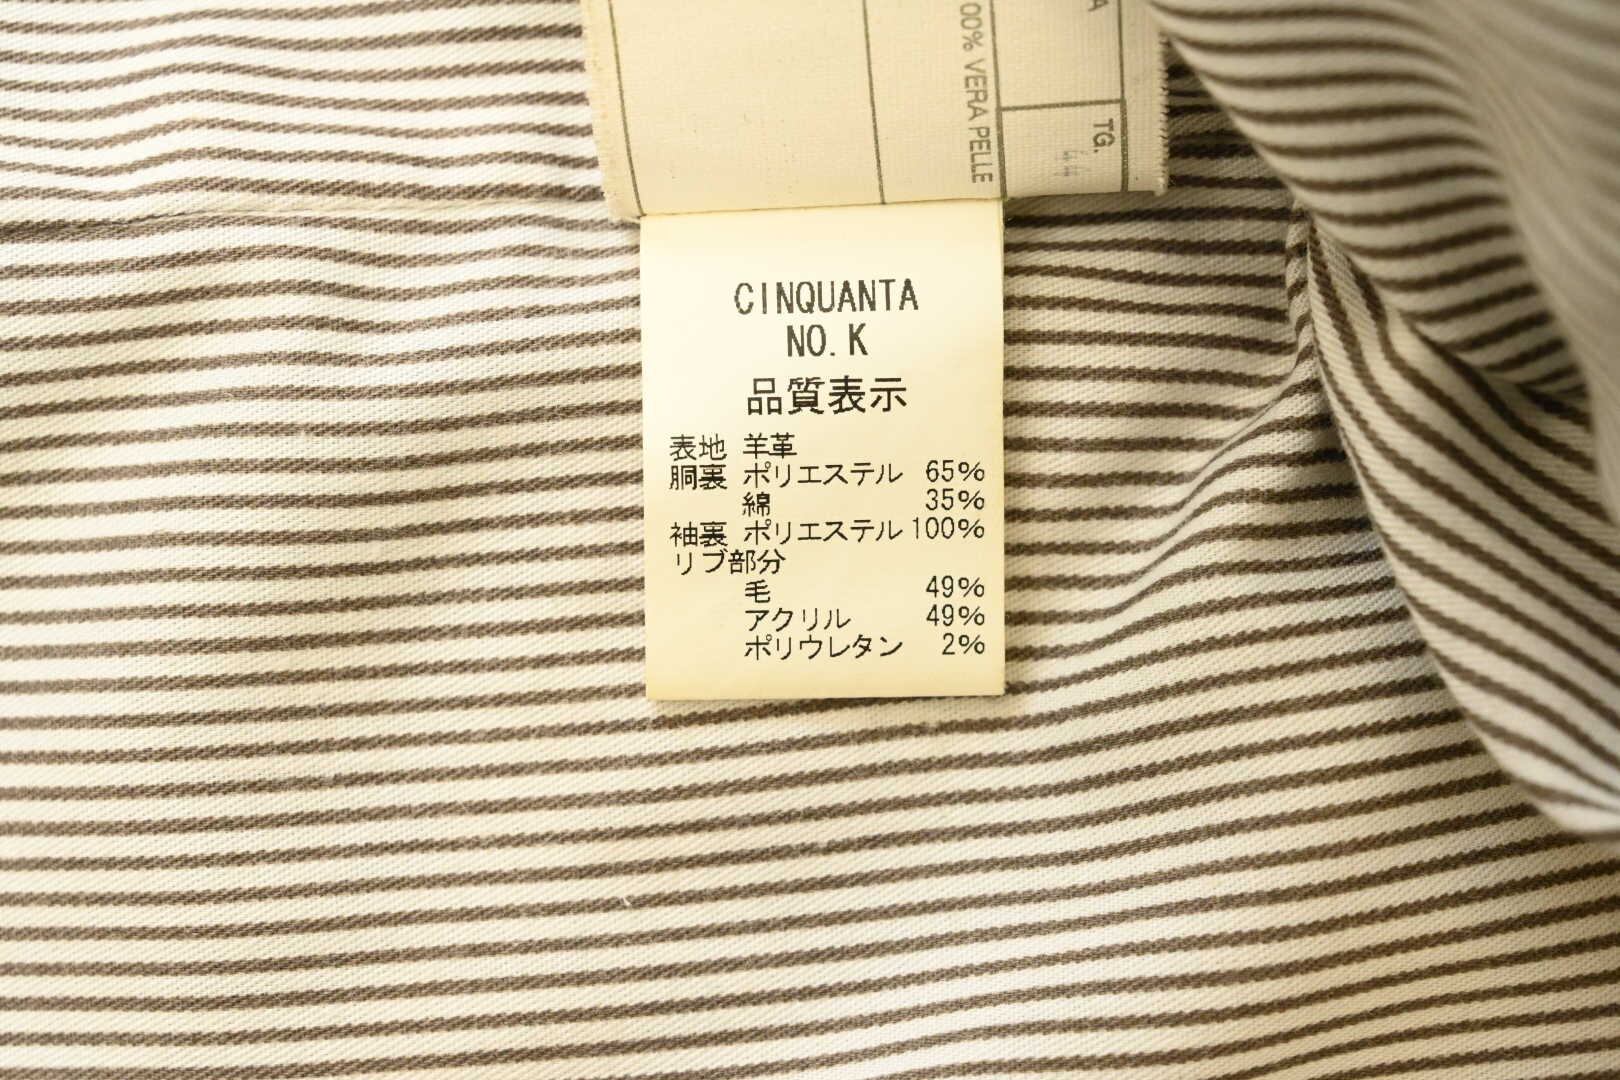 00% VERA PELLE
TG.
44
CINQUANTA
NO. K
品質表示
表地 羊革
胴裏 ポリエステル 65%
綿 35%
袖裏 ポリエステル 100%
リブ部分
毛 49%
アクリル 49%
ポリウレタン 2%